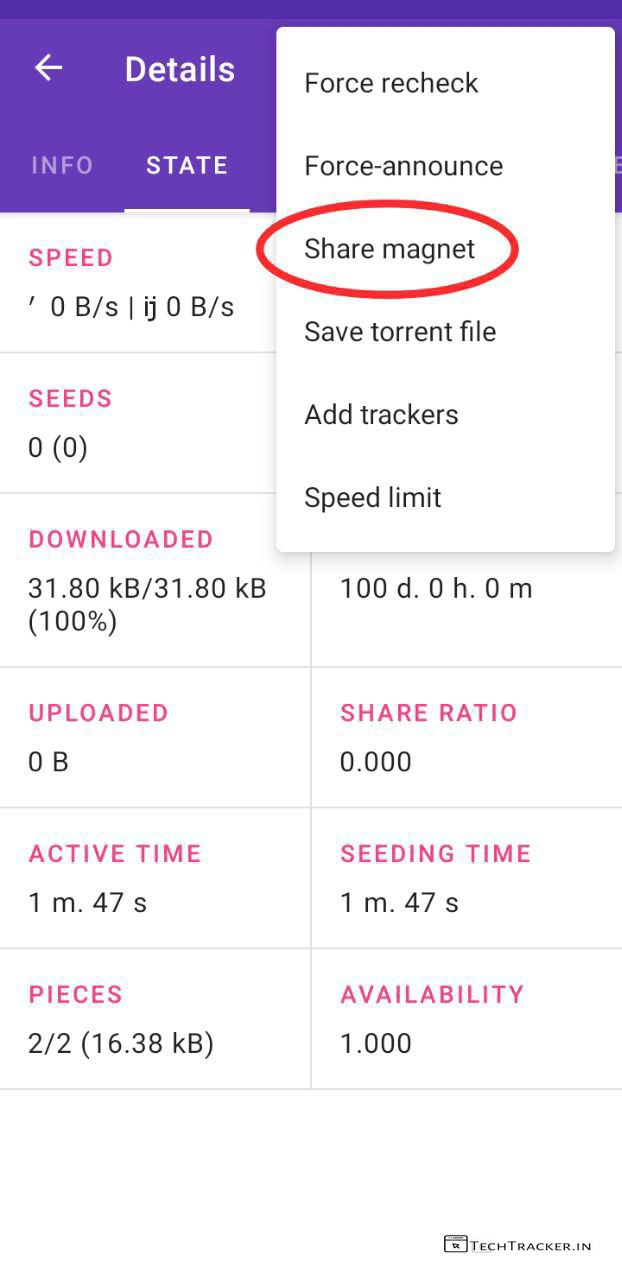 Details
INFO
STATE
Force recheck
Force-announce
Share magnet
Save torrent file
Add trackers
Speed limit
SPEED
′ 0 B/s | ĳ 0 B/s
SEEDS
0 (0)
DOWNLOADED
31.80 kB/31.80 kB
(100%)
100 d. 0 h. 0 m
UPLOADED
0 B
SHARE RATIO
0.000
ACTIVE TIME
1 m. 47 s
SEEDING TIME
1 m. 47 s
PIECES
2/2 (16.38 kB)
AVAILABILITY
1.000
TECHTRACKER.IN